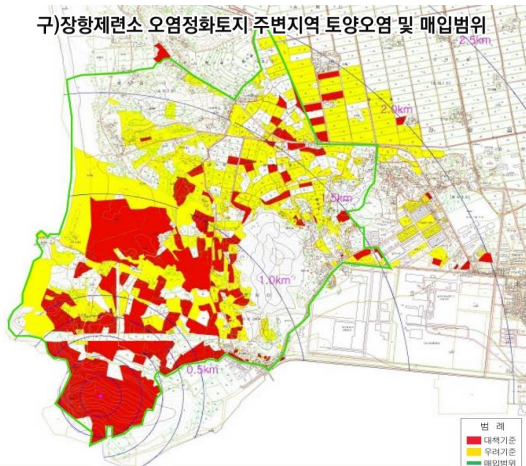 구)장항제련소 오염정화토지 주변지역 토양오염 및 매입범위
2.5km
2.0km
1.5km
1.0km
0.5km
범 례
대책기준
우려기준
매입범위